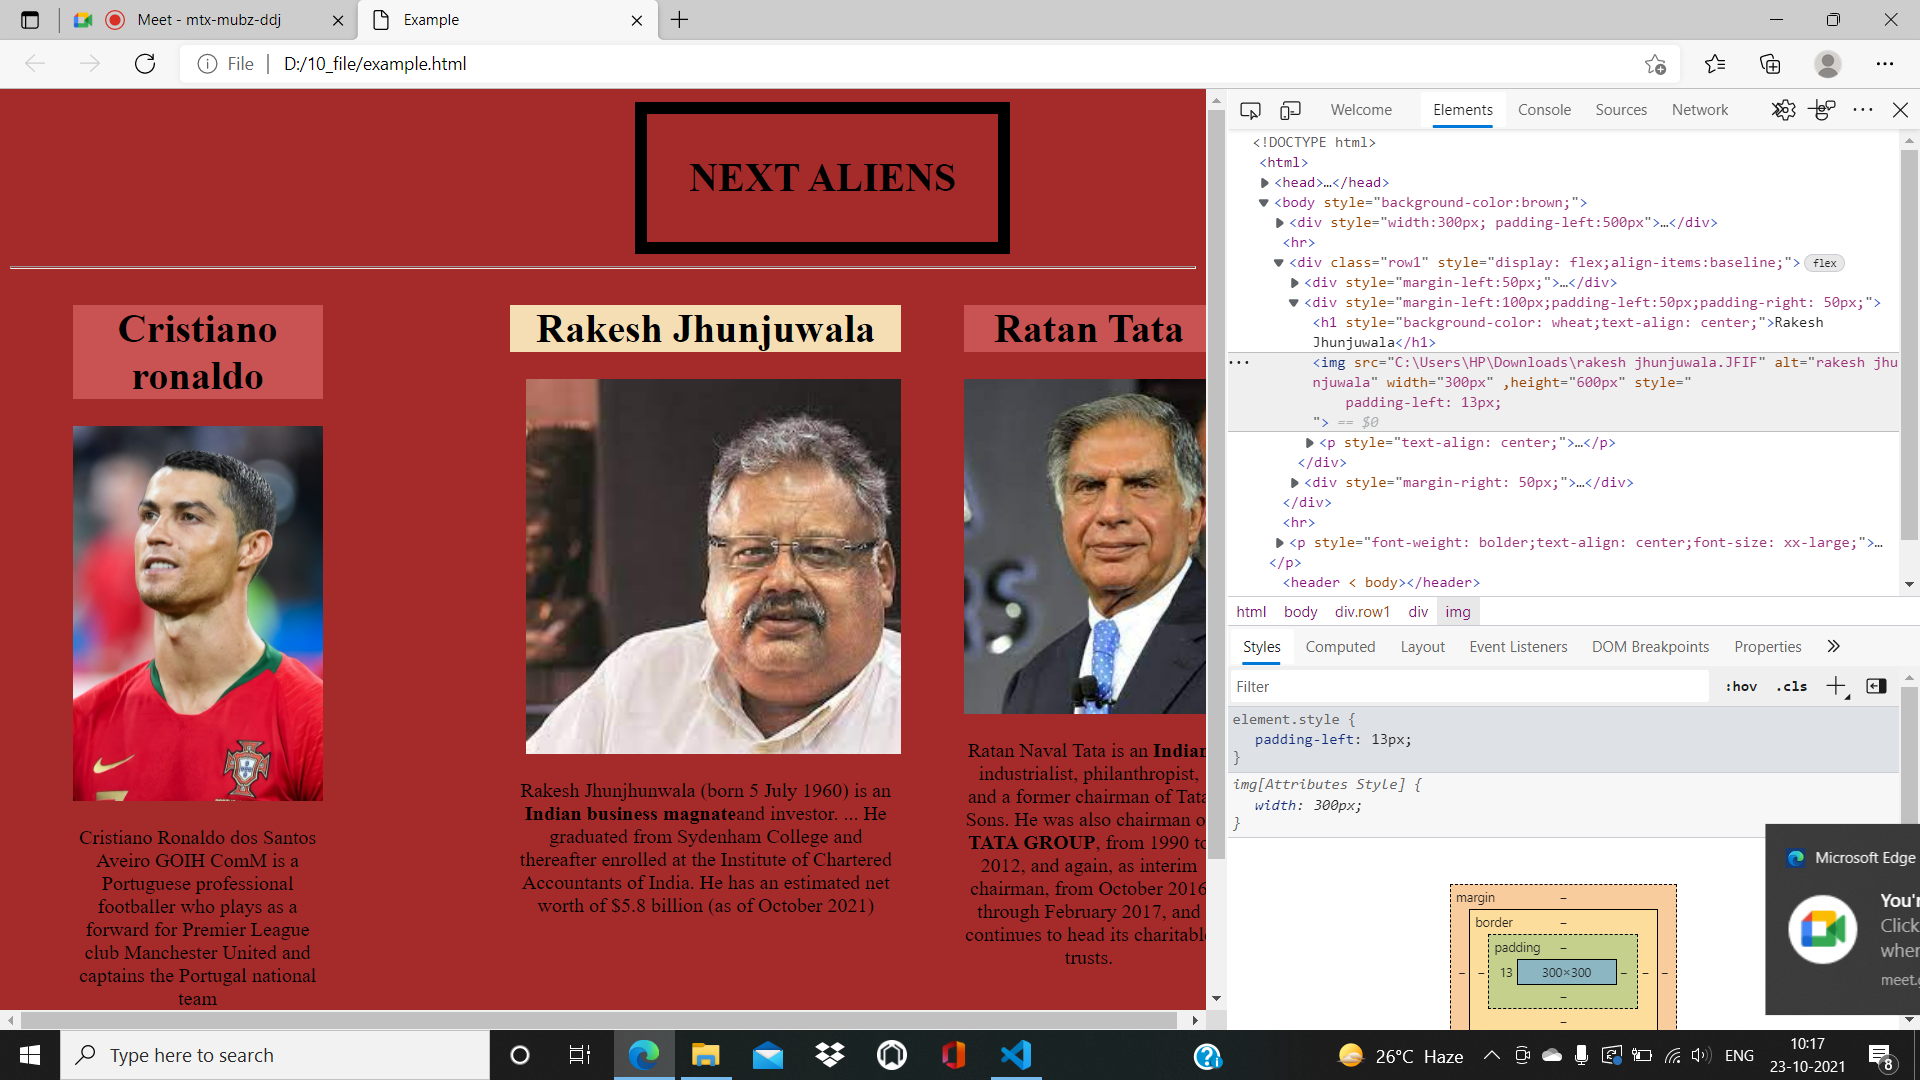 Meet - mtx-mubz-ddj
Example
File
D:/10_file/example.html
NEXT ALIENS
Cristiano
ronaldo
Cristiano Ronaldo dos Santos
Aveiro GOIH ComM is a
Portuguese professional
footballer who plays as a
forward for Premier League
club Manchester United and
captains the Portugal national
team
Rakesh Jhunjuwala
Rakesh Jhunjhunwala (born 5 July 1960) is an
Indian business magnateand investor. ... He
graduated from Sydenham College and
thereafter enrolled at the Institute of Chartered
Accountants of India. He has an estimated net
worth of $5.8 billion (as of October 2021)
Ratan Tata
Ratan Naval Tata is an Indian
industrialist, philanthropist,
and a former chairman of Tata
Sons. He was also chairman o
TATA GROUP, from 1990 to
2012, and again, as interim
chairman, from October 2016
through February 2017, and
continues to head its charitable
trusts.
Welcome Elements Console Sources Network
<!DOCTYPE html>
<html>
<head>…</head>
<body style="background-color:brown;">
<div style="width:300px; padding-left:500px">…</div>
<hr>
<div class="row1" style="display: flex;align-items:baseline;"> flex
<div style="margin-left:50px;">…</div>
<div style="margin-left:100px;padding-left:50px;padding-right: 50px;">
<h1 style="background-color: wheat;text-align: center;">Rakesh
Jhunjuwala</h1>
<img src="C:\Users\HP\Downloads\rakesh jhunjuwala.JFIF" alt="rakesh jhu
njuwala" width="300px" ,height="600px" style="
padding-left: 13px;
"> == $0
<p style="text-align: center;">…</p>
</div>
<div style="margin-right: 50px;">…</div>
</div>
<hr>
<p style="font-weight: bolder;text-align: center;font-size: xx-large;">…
</p>
<header < body></header>
html body div.row1 div img
Styles Computed Layout Event Listeners DOM Breakpoints Properties
Filter :hov .cls
element.style {
padding-left: 13px;
}
img[Attributes Style] {
width: 300px;
}
margin –
border –
padding –
– – 13 300×300 – – –
–
–
Microsoft Edge
You'r
Click
wher
meet.g
Type here to search
26°C Haze
ENG
10:17
23-10-2021
8